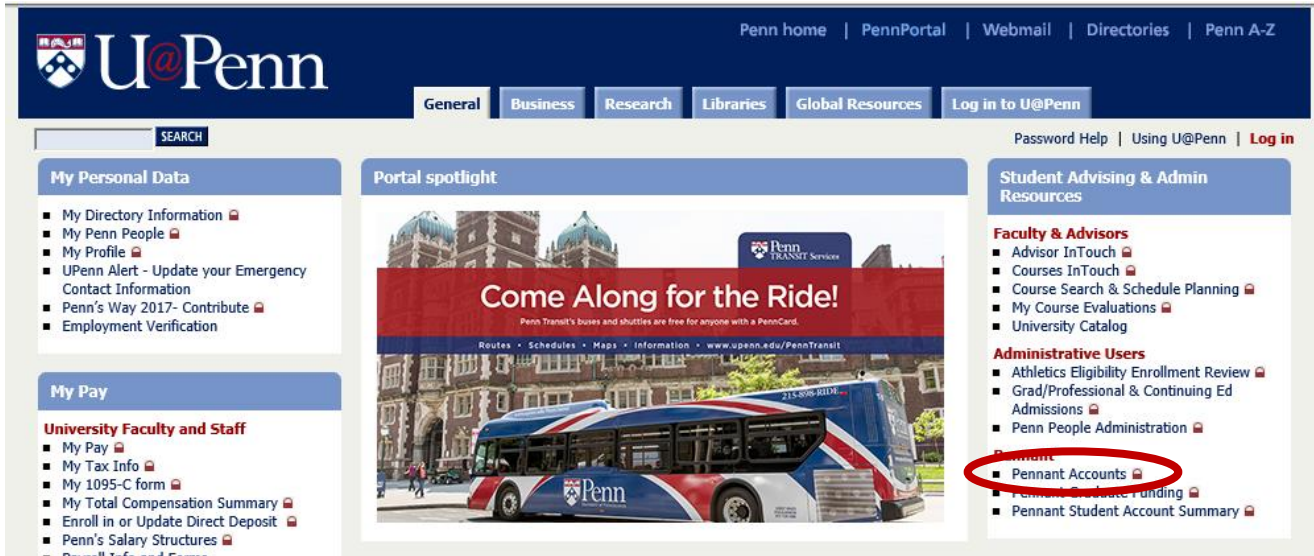 Penn home | PennPortal | Webmail | Directories | Penn A-Z
U@Penn
General Business Research Libraries Global Resources Log in to U@Penn
SEARCH
Password Help | Using U@Penn | Log in
My Personal Data
My Directory Information
My Penn People
My Profile
UPenn Alert - Update your Emergency
Contact Information
Penn's Way 2017- Contribute
Employment Verification
My Pay
University Faculty and Staff
My Pay
My Tax Info
My 1095-C form
My Total Compensation Summary
Enroll in or Update Direct Deposit
Penn's Salary Structures
Payroll Info and Forms
Portal spotlight
Penn
TRANSIT Services
Come Along for the Ride!
Penn Transit's buses and shuttles are free for anyone with a PennCard.
Routes • Schedules • Maps • Information • www.upenn.edu/PennTransit
215-898-RIDE
Penn
Student Advising & Admin
Resources
Faculty & Advisors
Advisor InTouch
Courses InTouch
Course Search & Schedule Planning
My Course Evaluations
University Catalog
Administrative Users
Athletics Eligibility Enrollment Review
Grad/Professional & Continuing Ed
Admissions
Penn People Administration
Pennant
Pennant Accounts
Pennant Graduate Funding
Pennant Student Account Summary